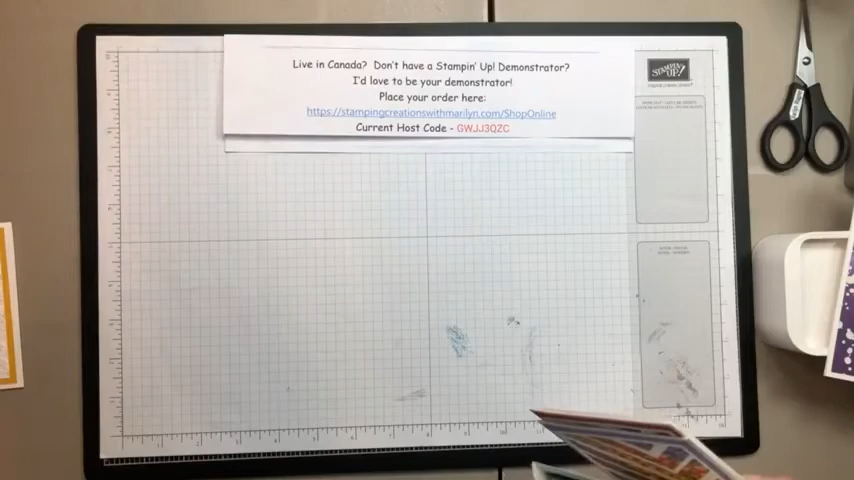 Live in Canada? Don't have a Stampin' Up! Demonstrator?
I'd love to be your demonstrator!
Place your order here:
https://stampingcreationswithmarilyn.com/ShopOnline
Current Host Code - GWJJ3QZC
STAMPIN' UP!